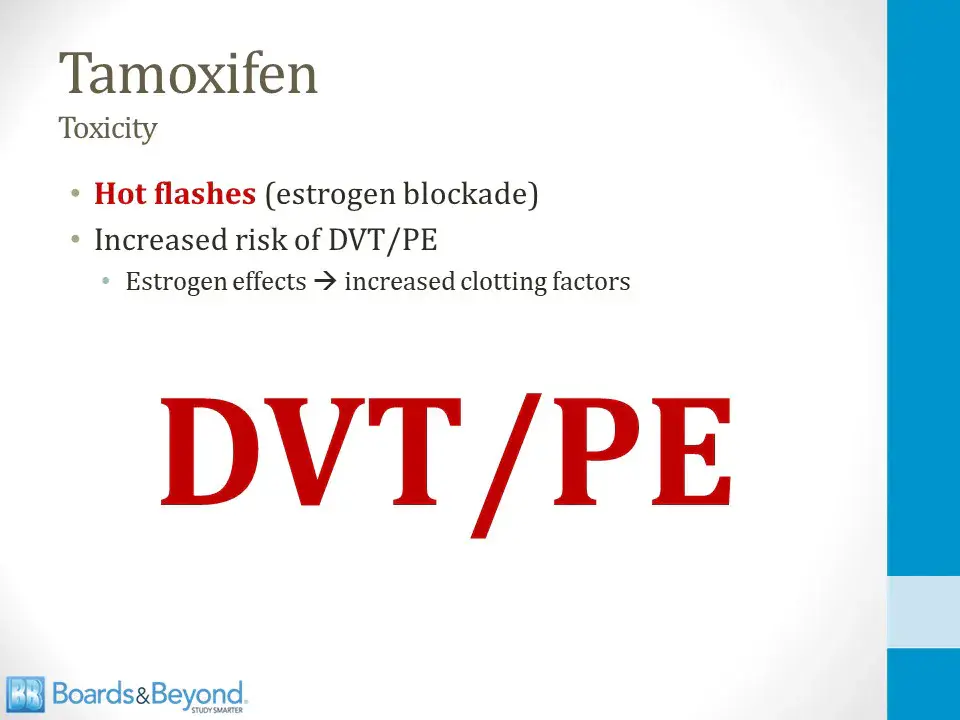 Tamoxifen
Toxicity
• Hot flashes (estrogen blockade)
• Increased risk of DVT/PE
• Estrogen effects → increased clotting factors
DVT/PE
BB Boards&Beyond.
STUDY SMARTER